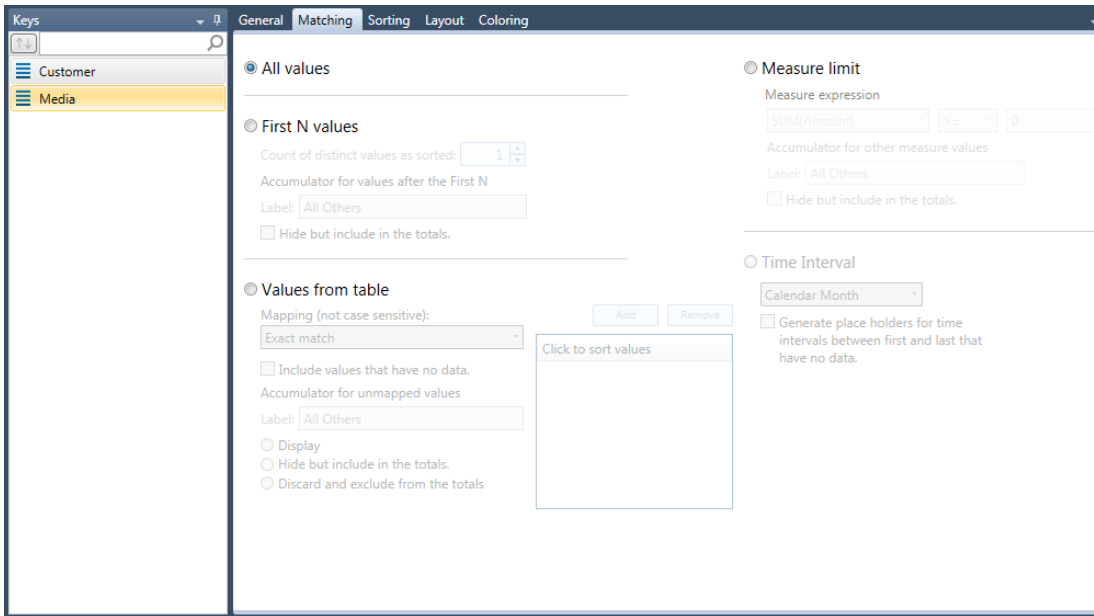 Keys
General Matching Sorting Layout Coloring
Customer
Media
All values
First N values
Count of distinct values as sorted: 1
Accumulator for values after the First N
Label: All Others
Hide but include in the totals.
Values from table
Mapping (not case sensitive):
Add Remove
Exact match
Click to sort values
Include values that have no data.
Accumulator for unmapped values
Label: All Others
Display
Hide but include in the totals.
Discard and exclude from the totals
Measure limit
Measure expression
SUM(Amount) >= 0
Accumulator for other measure values
Label: All Others
Hide but include in the totals.
Time Interval
Calendar Month
Generate place holders for time
intervals between first and last that
have no data.